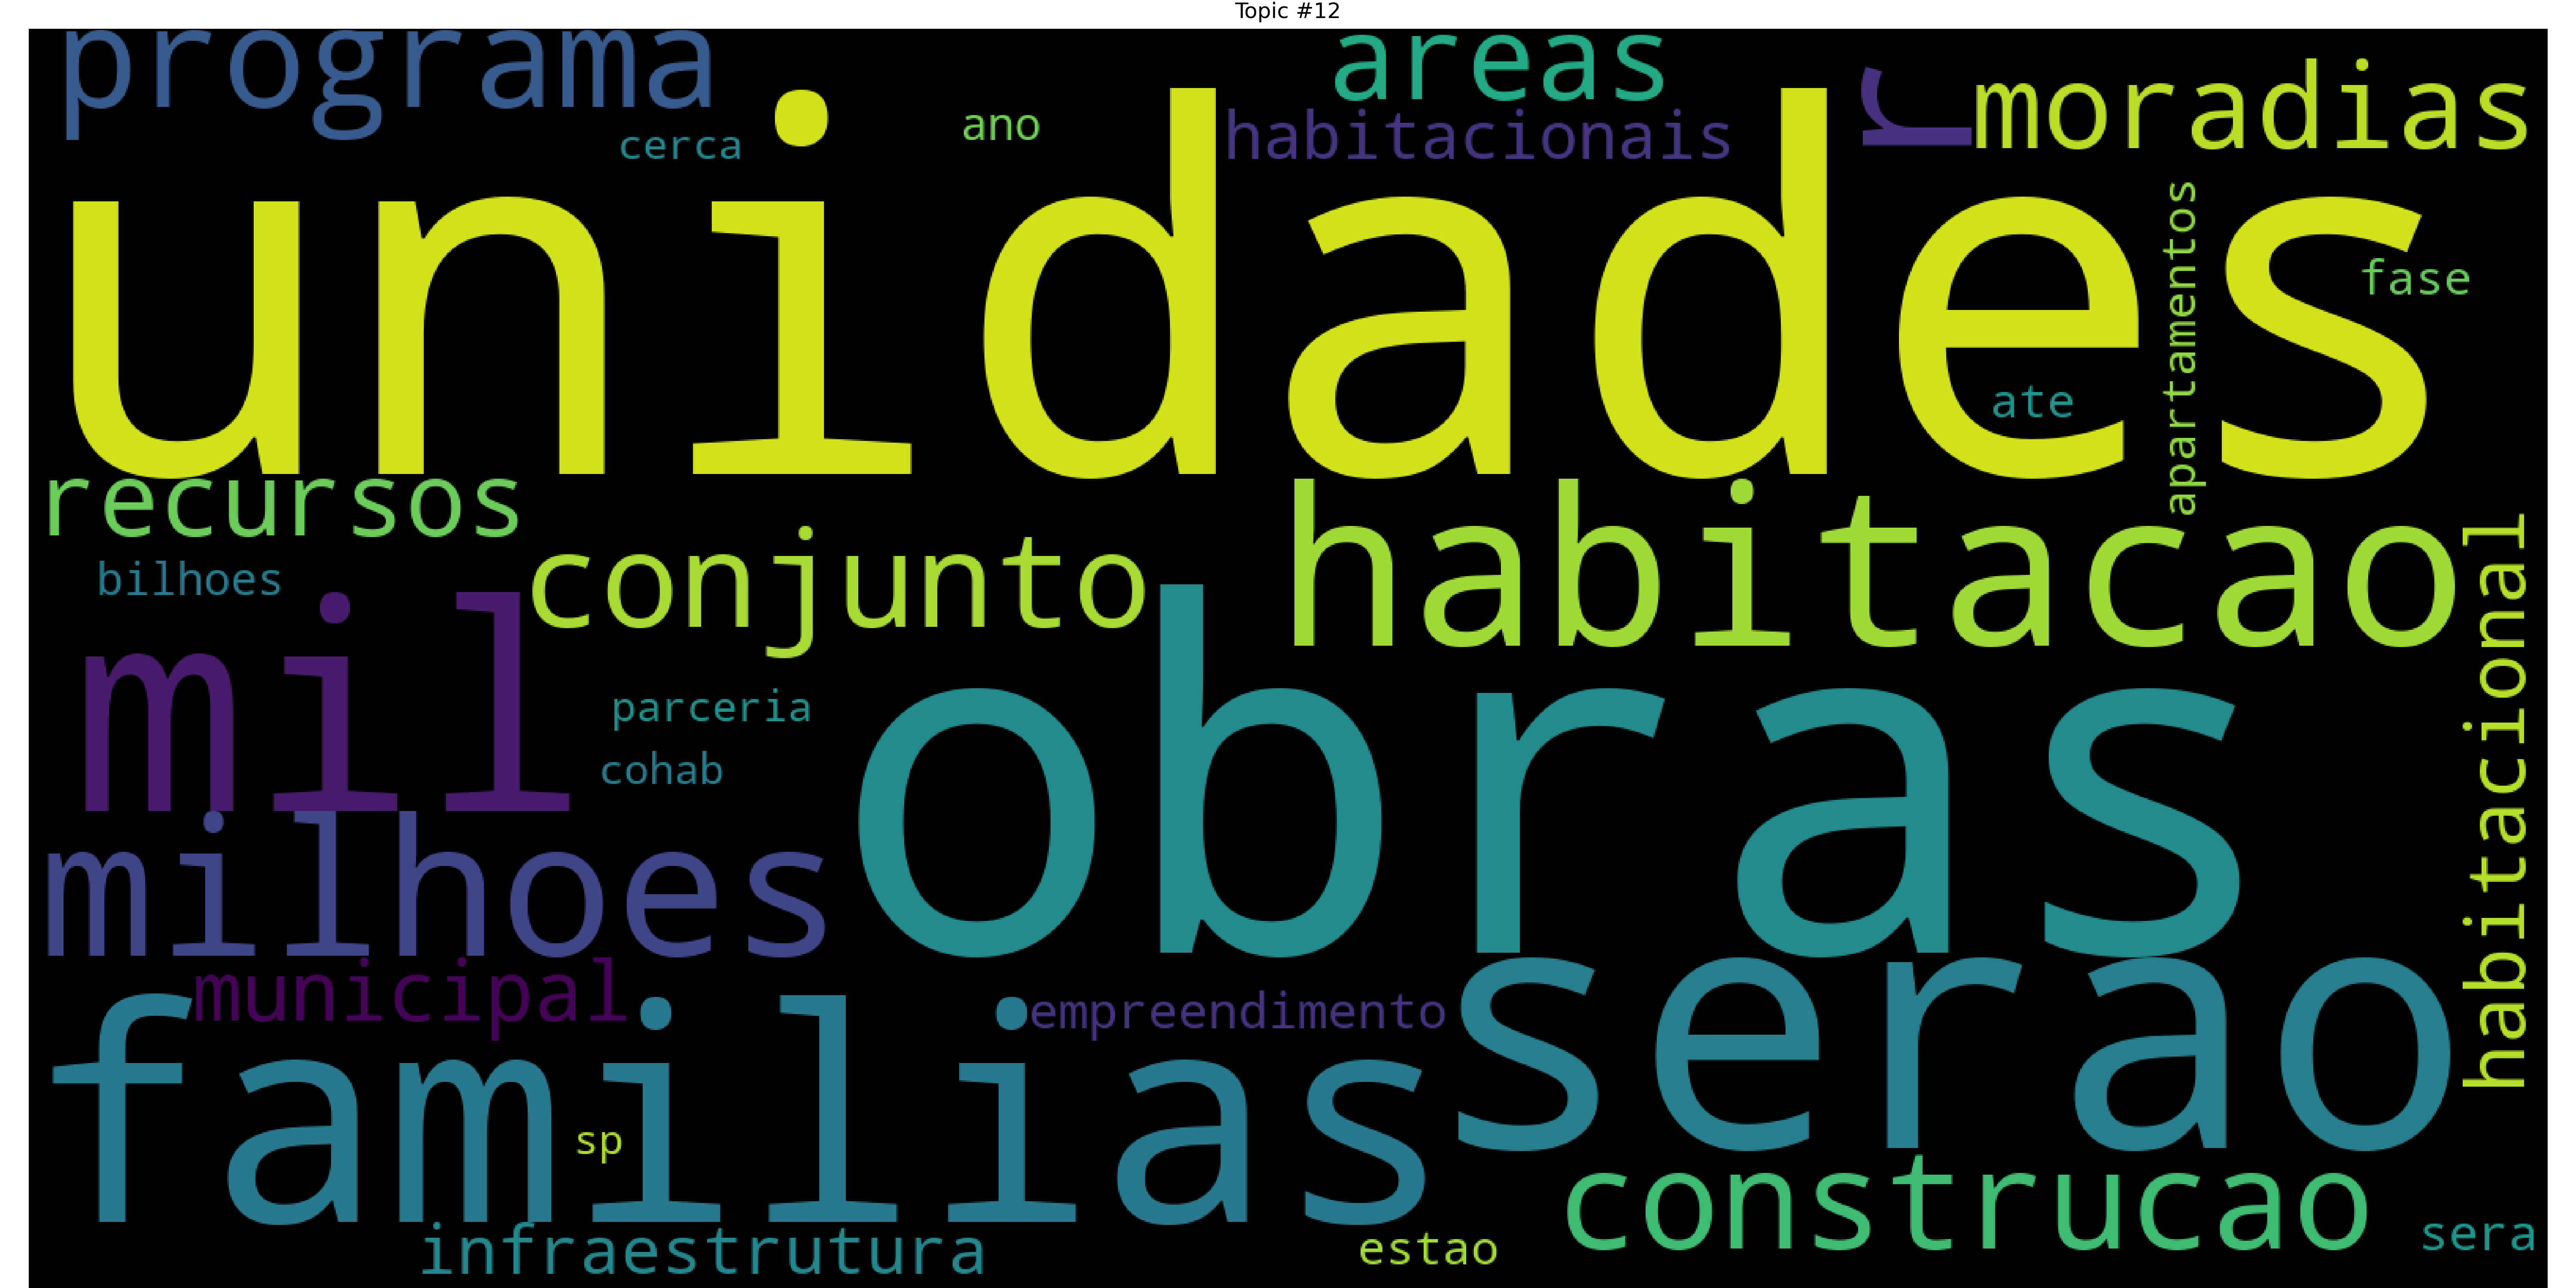 Topic #12
programa
areas
moradias
r
cerca
ano
habitacionais
unidades
apartamentos
fase
ate
recursos
conjunto
habitacao
habitacional
bilhoes
mil
parceria
obras
cohab
milhoes
municipal
empreendimento
serao
familias
sp
construcao
infraestrutura
estao
sera